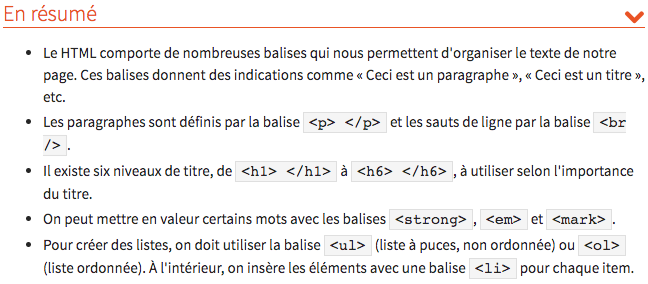 En résumé
Le HTML comporte de nombreuses balises qui nous permettent d'organiser le texte de notre
page. Ces balises donnent des indications comme « Ceci est un paragraphe », « Ceci est un titre »,
etc.
Les paragraphes sont définis par la balise <p> </p> et les sauts de ligne par la balise <br
/> .
Il existe six niveaux de titre, de <h1> </h1> à <h6> </h6> , à utiliser selon l'importance
du titre.
On peut mettre en valeur certains mots avec les balises <strong> , <em> et <mark> .
Pour créer des listes, on doit utiliser la balise <ul> (liste à puces, non ordonnée) ou <ol>
(liste ordonnée). À l'intérieur, on insère les éléments avec une balise <li> pour chaque item.